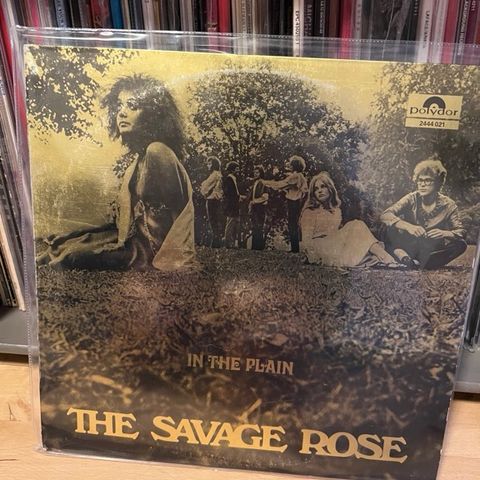 Polydor
2444 021
IN THE PLAIN
THE SAVAGE ROSE